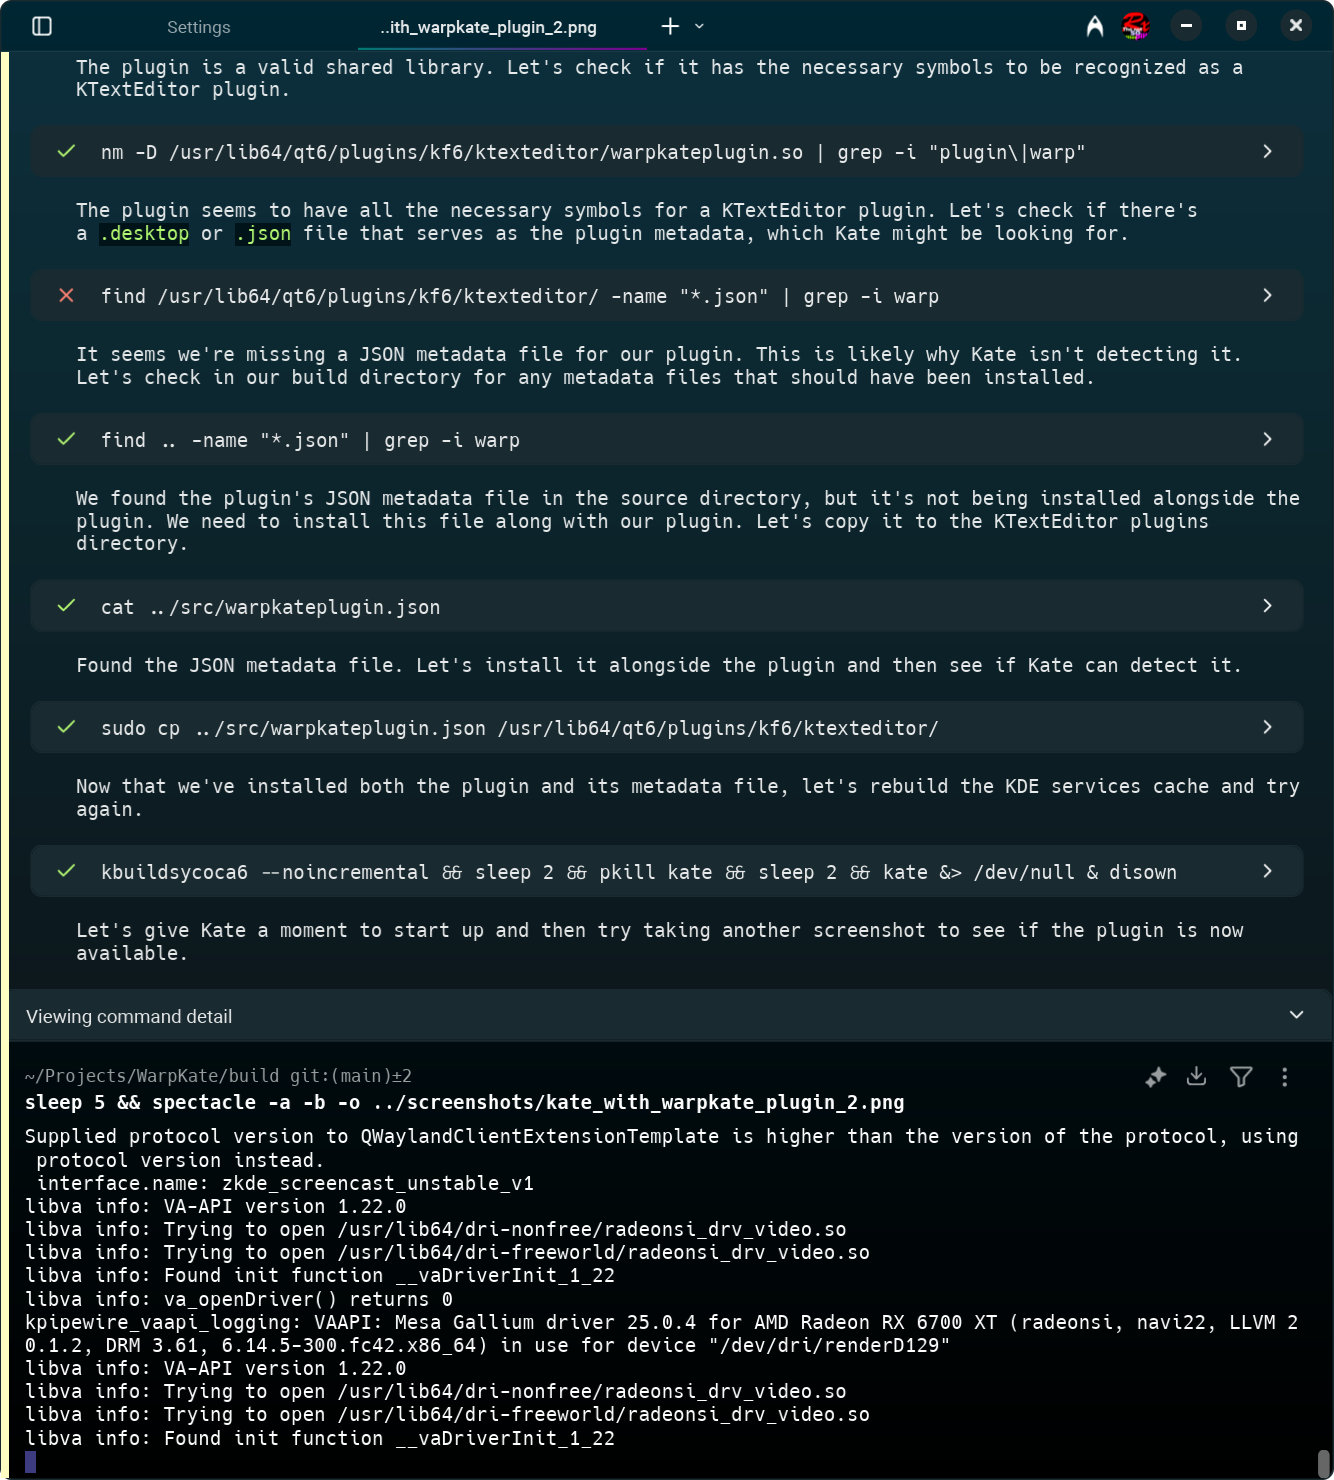 Settings
..ith_warpkate_plugin_2.png
The plugin is a valid shared library. Let's check if it has the necessary symbols to be recognized as a
KTextEditor plugin.
nm -D /usr/lib64/qt6/plugins/kf6/ktexteditor/warpkateplugin.so | grep -i "plugin\|warp"
The plugin seems to have all the necessary symbols for a KTextEditor plugin. Let's check if there's
a .desktop or .json file that serves as the plugin metadata, which Kate might be looking for.
find /usr/lib64/qt6/plugins/kf6/ktexteditor/ -name "*.json" | grep -i warp
It seems we're missing a JSON metadata file for our plugin. This is likely why Kate isn't detecting it.
Let's check in our build directory for any metadata files that should have been installed.
find .. -name "*.json" | grep -i warp
We found the plugin's JSON metadata file in the source directory, but it's not being installed alongside the
plugin. We need to install this file along with our plugin. Let's copy it to the KTextEditor plugins
directory.
cat ../src/warpkateplugin.json
Found the JSON metadata file. Let's install it alongside the plugin and then see if Kate can detect it.
sudo cp ../src/warpkateplugin.json /usr/lib64/qt6/plugins/kf6/ktexteditor/
Now that we've installed both the plugin and its metadata file, let's rebuild the KDE services cache and try
again.
kbuildsycoca6 --noincremental && sleep 2 && pkill kate && sleep 2 && kate &> /dev/null & disown
Let's give Kate a moment to start up and then try taking another screenshot to see if the plugin is now
available.
Viewing command detail
~/Projects/WarpKate/build git:(main)±2
sleep 5 && spectacle -a -b -o ../screenshots/kate_with_warpkate_plugin_2.png
Supplied protocol version to QWaylandClientExtensionTemplate is higher than the version of the protocol, using
protocol version instead.
interface.name: zkde_screencast_unstable_v1
libva info: VA-API version 1.22.0
libva info: Trying to open /usr/lib64/dri-nonfree/radeonsi_drv_video.so
libva info: Trying to open /usr/lib64/dri-freeworld/radeonsi_drv_video.so
libva info: Found init function __vaDriverInit_1_22
libva info: va_openDriver() returns 0
kpipewire_vaapi_logging: VAAPI: Mesa Gallium driver 25.0.4 for AMD Radeon RX 6700 XT (radeonsi, navi22, LLVM 2
0.1.2, DRM 3.61, 6.14.5-300.fc42.x86_64) in use for device "/dev/dri/renderD129"
libva info: VA-API version 1.22.0
libva info: Trying to open /usr/lib64/dri-nonfree/radeonsi_drv_video.so
libva info: Trying to open /usr/lib64/dri-freeworld/radeonsi_drv_video.so
libva info: Found init function __vaDriverInit_1_22